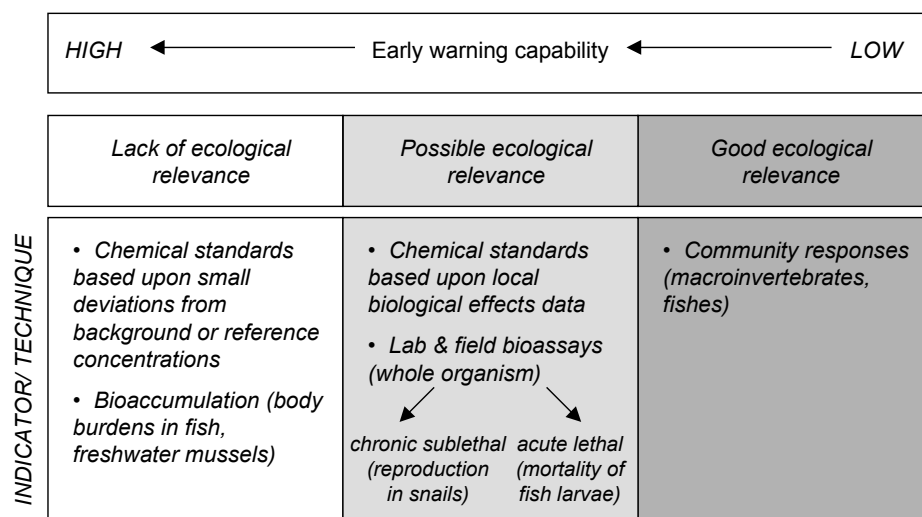 HIGH Early warning capability LOW
Lack of ecological
relevance
Possible ecological
relevance
Good ecological
relevance
INDICATOR/ TECHNIQUE
• Chemical standards
based upon small
deviations from
background or reference
concentrations
• Bioaccumulation (body
burdens in fish,
freshwater mussels)
• Chemical standards
based upon local
biological effects data
• Lab & field bioassays
(whole organism)
chronic sublethal
(reproduction
in snails)
acute lethal
(mortality of
fish larvae)
• Community responses
(macroinvertebrates,
fishes)